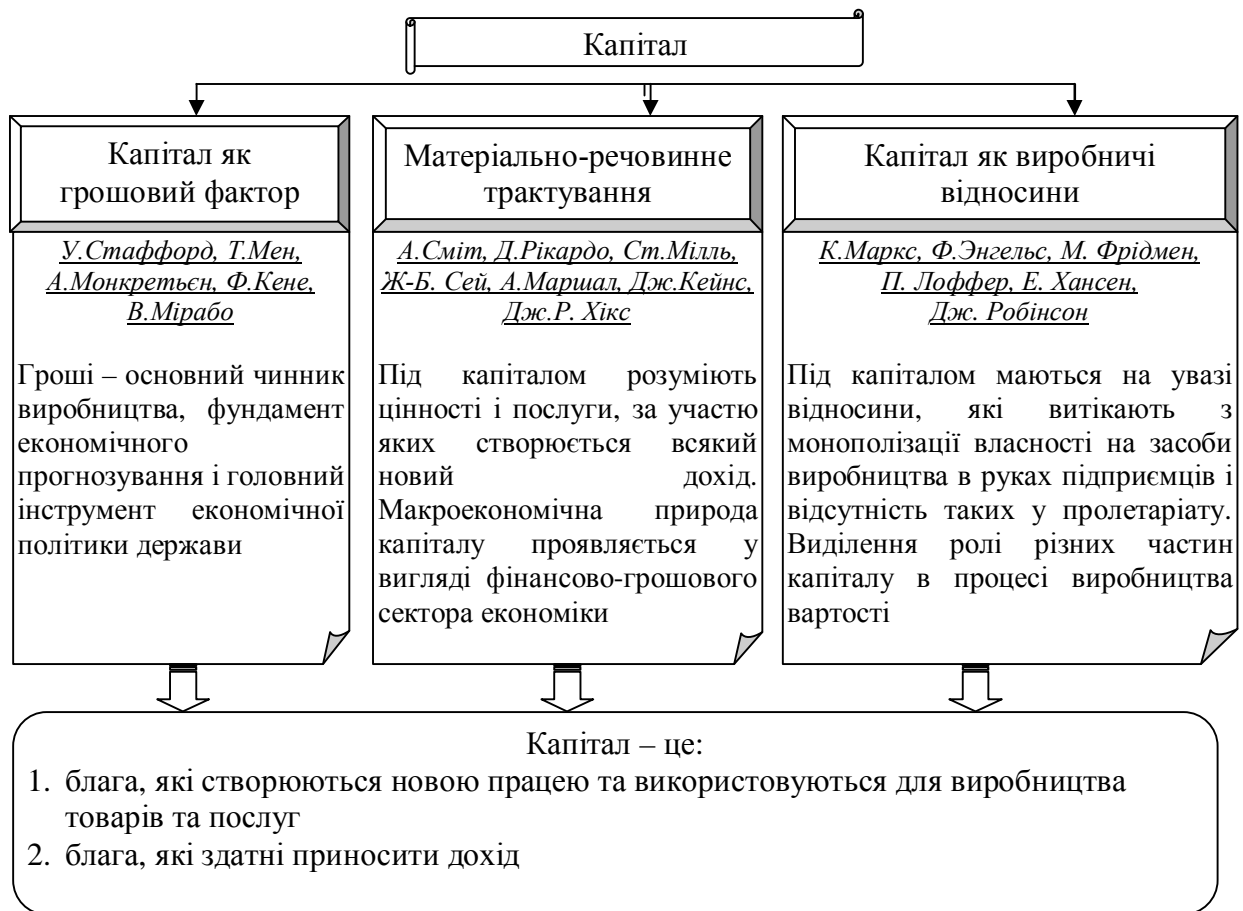 Капітал
Капітал як
грошовий фактор
У.Стаффорд, Т.Мен,
А.Монкретьєн, Ф.Кене,
В.Мірабо
Гроші – основний чинник
виробництва, фундамент
економічного
прогнозування і головний
інструмент економічної
політики держави
Матеріально-речовинне
трактування
А.Сміт, Д.Рікардо, Ст.Мілль,
Ж-Б. Сей, А.Маршал, Дж.Кейнс,
Дж.Р. Хікс
Під капіталом розуміють
цінності і послуги, за участю
яких створюється всякий
новий дохід.
Макроекономічна природа
капіталу проявляється у
вигляді фінансово-грошового
сектора економіки
Капітал як виробничі
відносини
К.Маркс, Ф.Энгельс, М. Фрідмен,
П. Лоффер, Е. Хансен,
Дж. Робінсон
Під капіталом маються на увазі
відносини, які витікають з
монополізації власності на засоби
виробництва в руках підприємців і
відсутність таких у пролетаріату.
Виділення ролі різних частин
капіталу в процесі виробництва
вартості
Капітал – це:
1. блага, які створюються новою працею та використовуються для виробництва
товарів та послуг
2. блага, які здатні приносити дохід